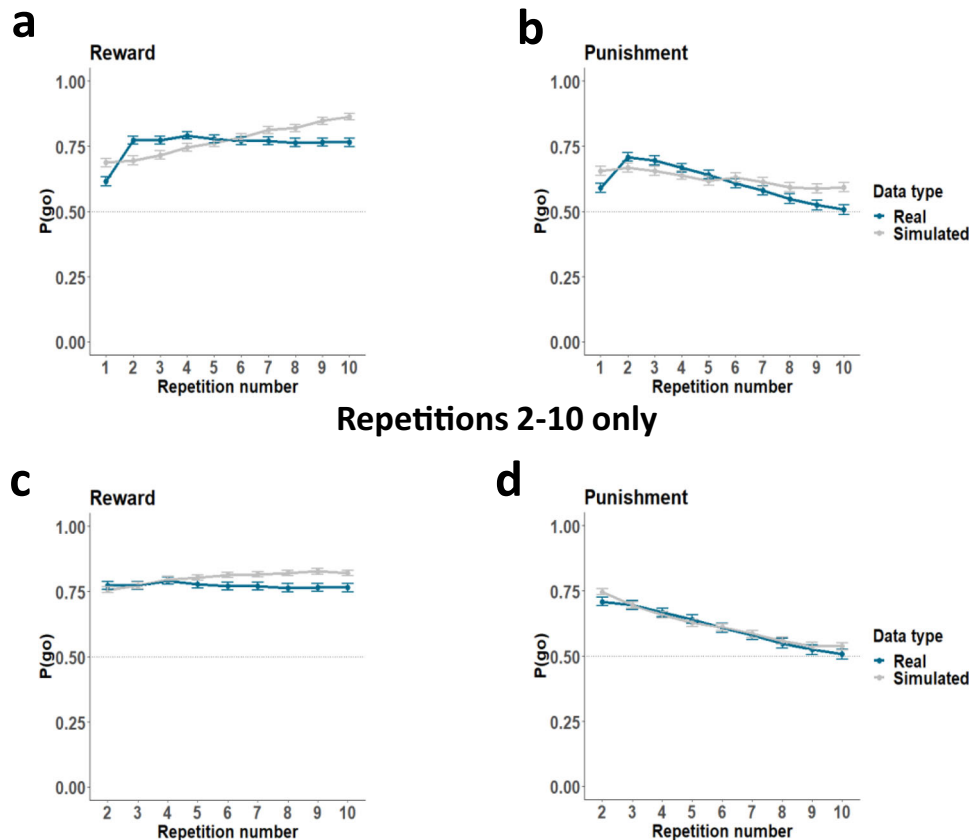 a
Reward
1.00
0.75
0.50
0.25
0.00
P(go)
1 2 3 4 5 6 7 8 9 10
Repetition number
b
Punishment
1.00
0.75
0.50
0.25
0.00
P(go)
1 2 3 4 5 6 7 8 9 10
Repetition number
Data type
Real
Simulated
Repetitions 2-10 only
c
Reward
1.00
0.75
0.50
0.25
0.00
P(go)
2 3 4 5 6 7 8 9 10
Repetition number
d
Punishment
1.00
0.75
0.50
0.25
0.00
P(go)
2 3 4 5 6 7 8 9 10
Repetition number
Data type
Real
Simulated